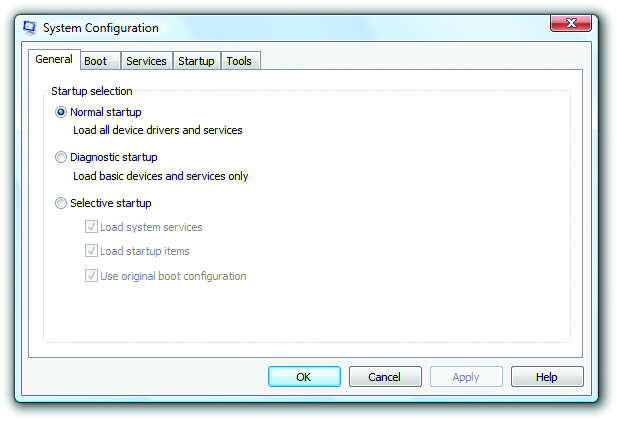 System Configuration
General Boot Services Startup Tools
Startup selection
Normal startup
Load all device drivers and services
Diagnostic startup
Load basic devices and services only
Selective startup
Load system services
Load startup items
Use original boot configuration
OK Cancel Apply Help